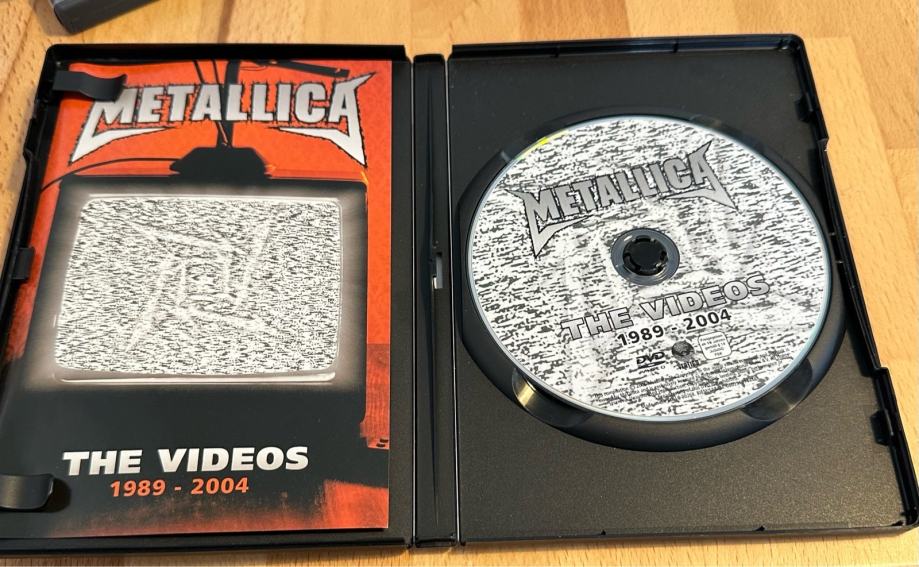 METALLICA
THE VIDEOS
1989 - 2004
METALLICA
THE VIDEOS
1989 - 2004
DVD